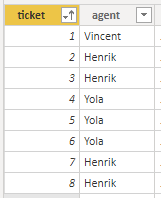 ticket agent
1 Vincent
2 Henrik
3 Henrik
4 Yola
5 Yola
6 Yola
7 Henrik
8 Henrik